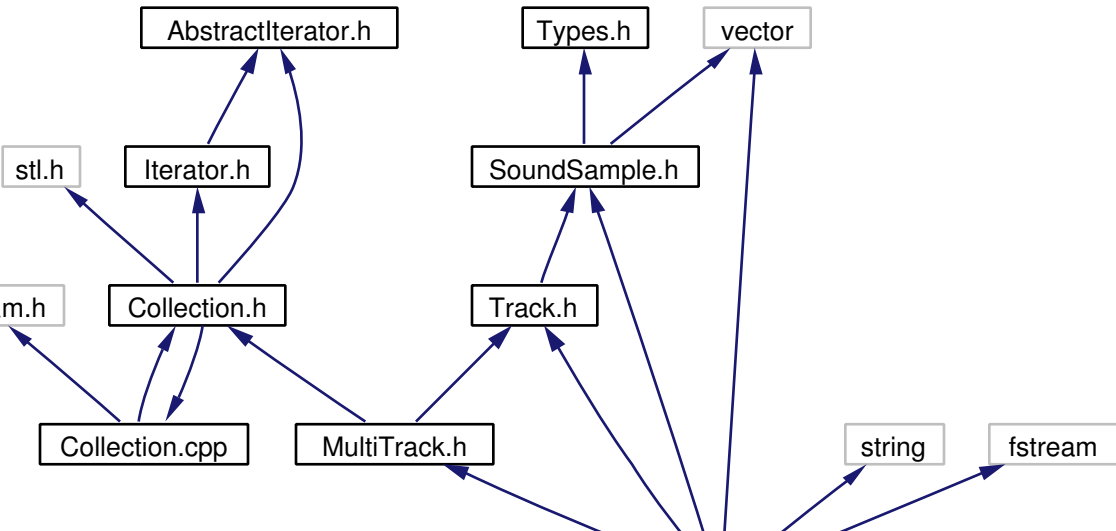 AbstractIterator.h
Types.h
vector
stl.h
Iterator.h
SoundSample.h
m.h
Collection.h
Track.h
Collection.cpp
MultiTrack.h
string
fstream